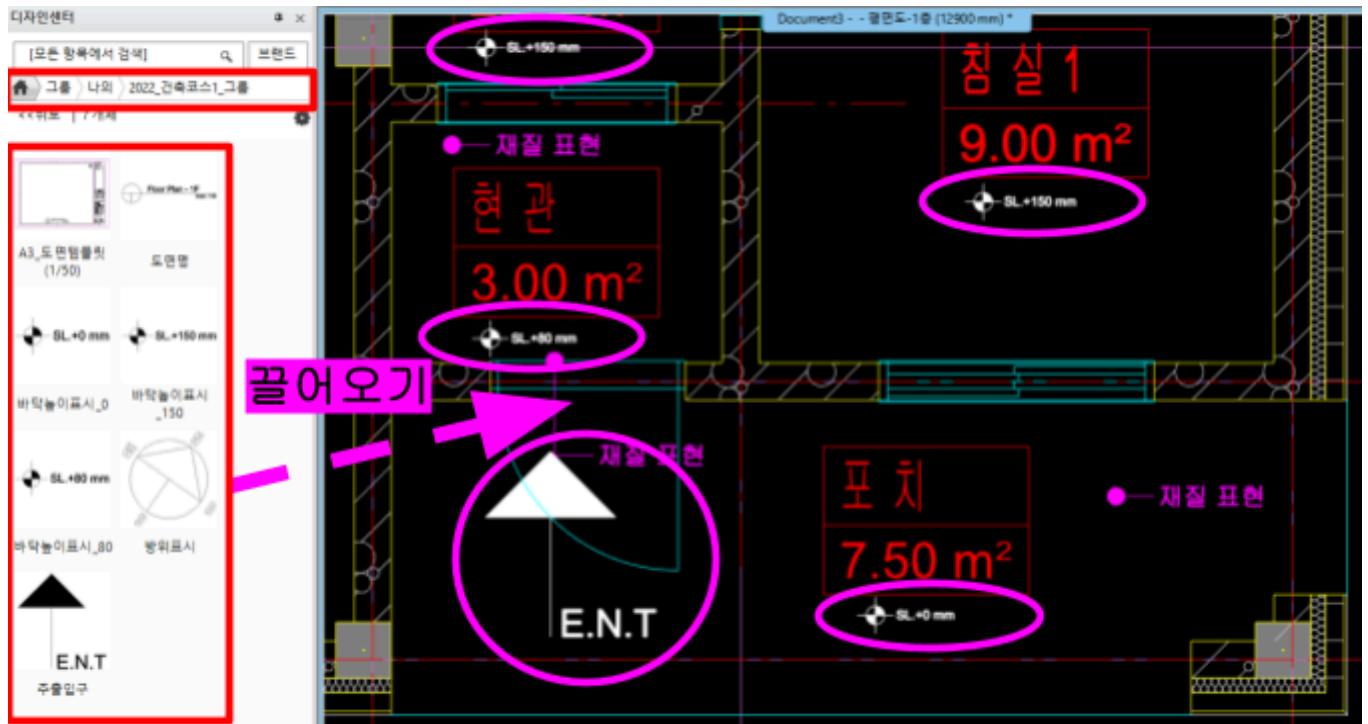 디자인센터
[모든 항목에서 검색]
브랜드
그룹 나의 2022_건축코스1_그룹
<<뒤로 | 7개체
Floor Plan - 1F
A3_도면템플릿
(1/50)
도면명
SL.+0 mm
SL.+150 mm
바닥높이표시_0
바닥높이표시
_150
SL.+80 mm
바닥높이표시_80
방위표시
E.N.T
주출입구
끌어오기
Document3 - - 평면도-1층 (12900 mm) *
SL.+150 mm
침실1
9.00 m²
SL.+150 mm
재질 표현
현관
3.00 m²
SL.+80 mm
재질 표현
E.N.T
포치
7.50 m²
SL.+0 mm
재질 표현